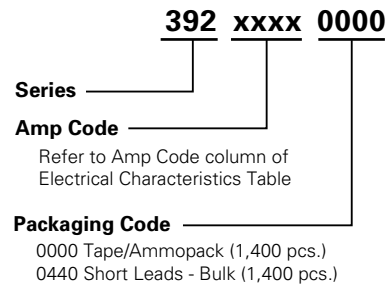 392 xxxx 0000
Series
Amp Code
Refer to Amp Code column of
Electrical Characteristics Table
Packaging Code
0000 Tape/Ammopack (1,400 pcs.)
0440 Short Leads - Bulk (1,400 pcs.)